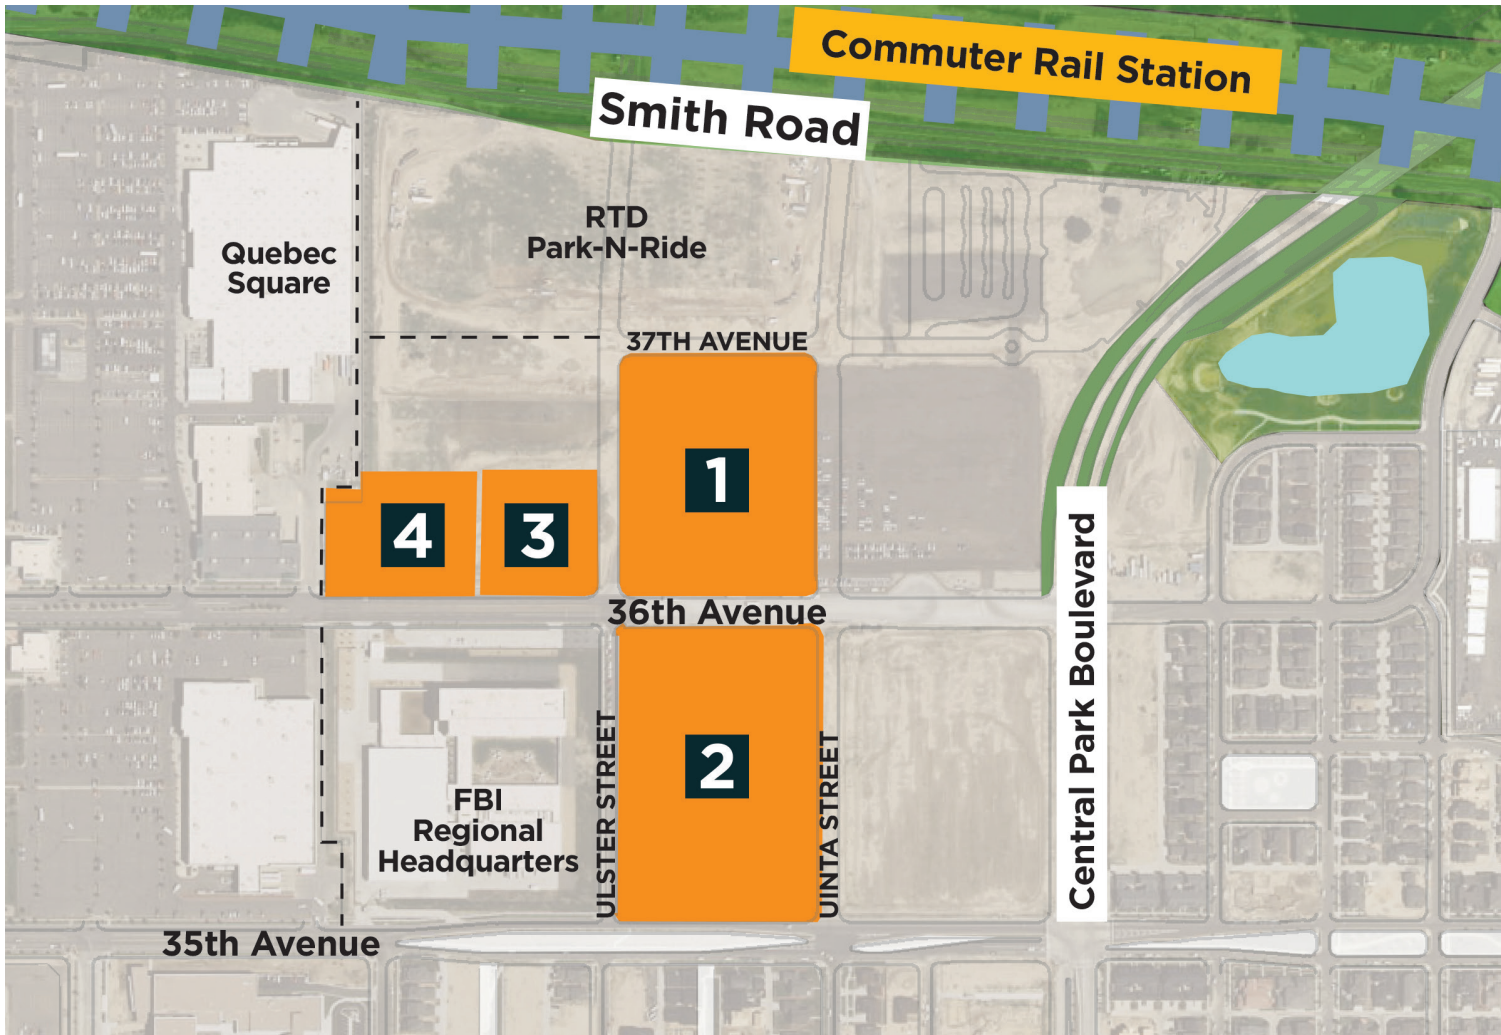 Commuter Rail Station
Smith Road
RTD
Park-N-Ride
Quebec
Square
37TH AVENUE
1
4
3
36th Avenue
Central Park Boulevard
ULSTER STREET
2
UINTA STREET
FBI
Regional
Headquarters
35th Avenue